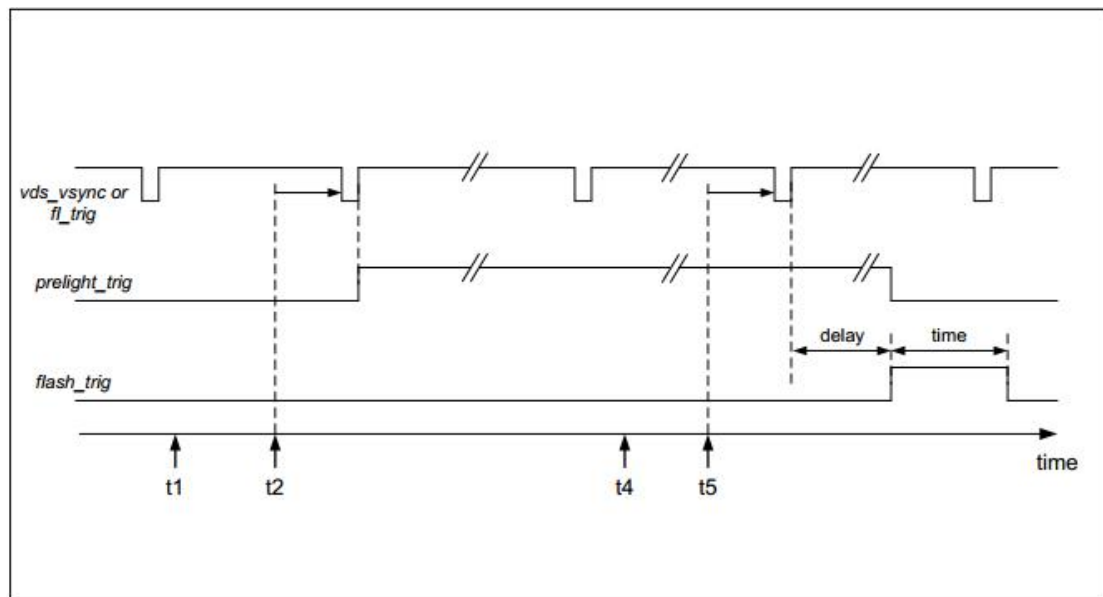 vds_vsync or
fl_trig
prelight_trig
delay
time
flash_trig
time
t1
t2
t4
t5